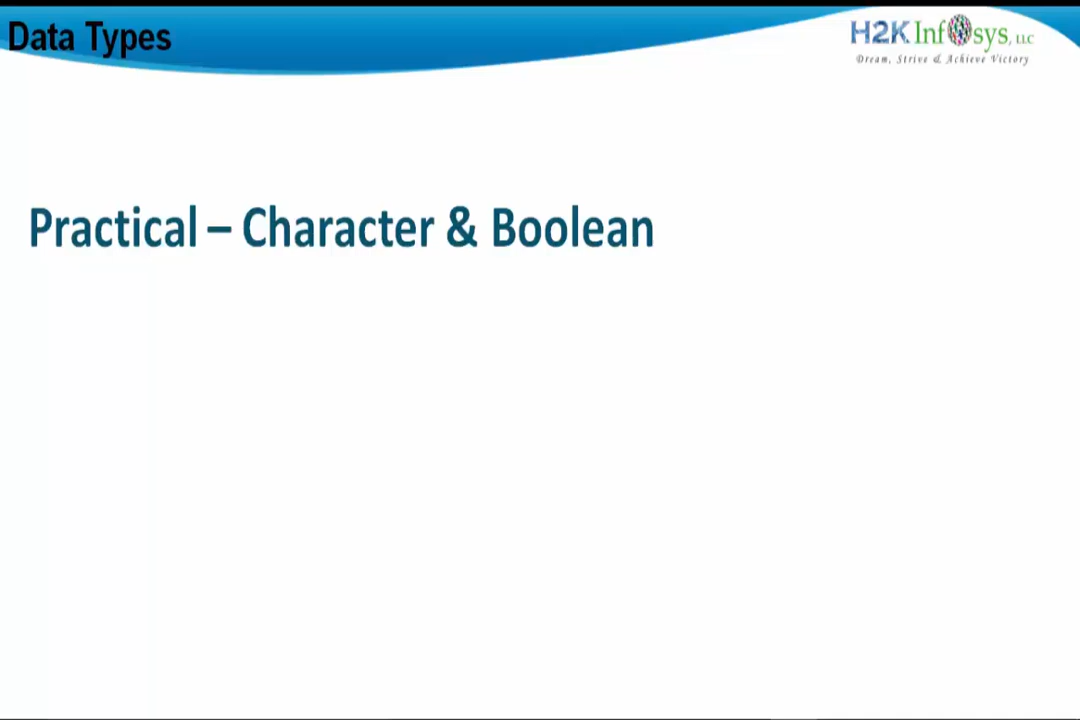 Data Types
H2K Infosys, LLC
Dream, Strive & Achieve Victory
Practical – Character & Boolean